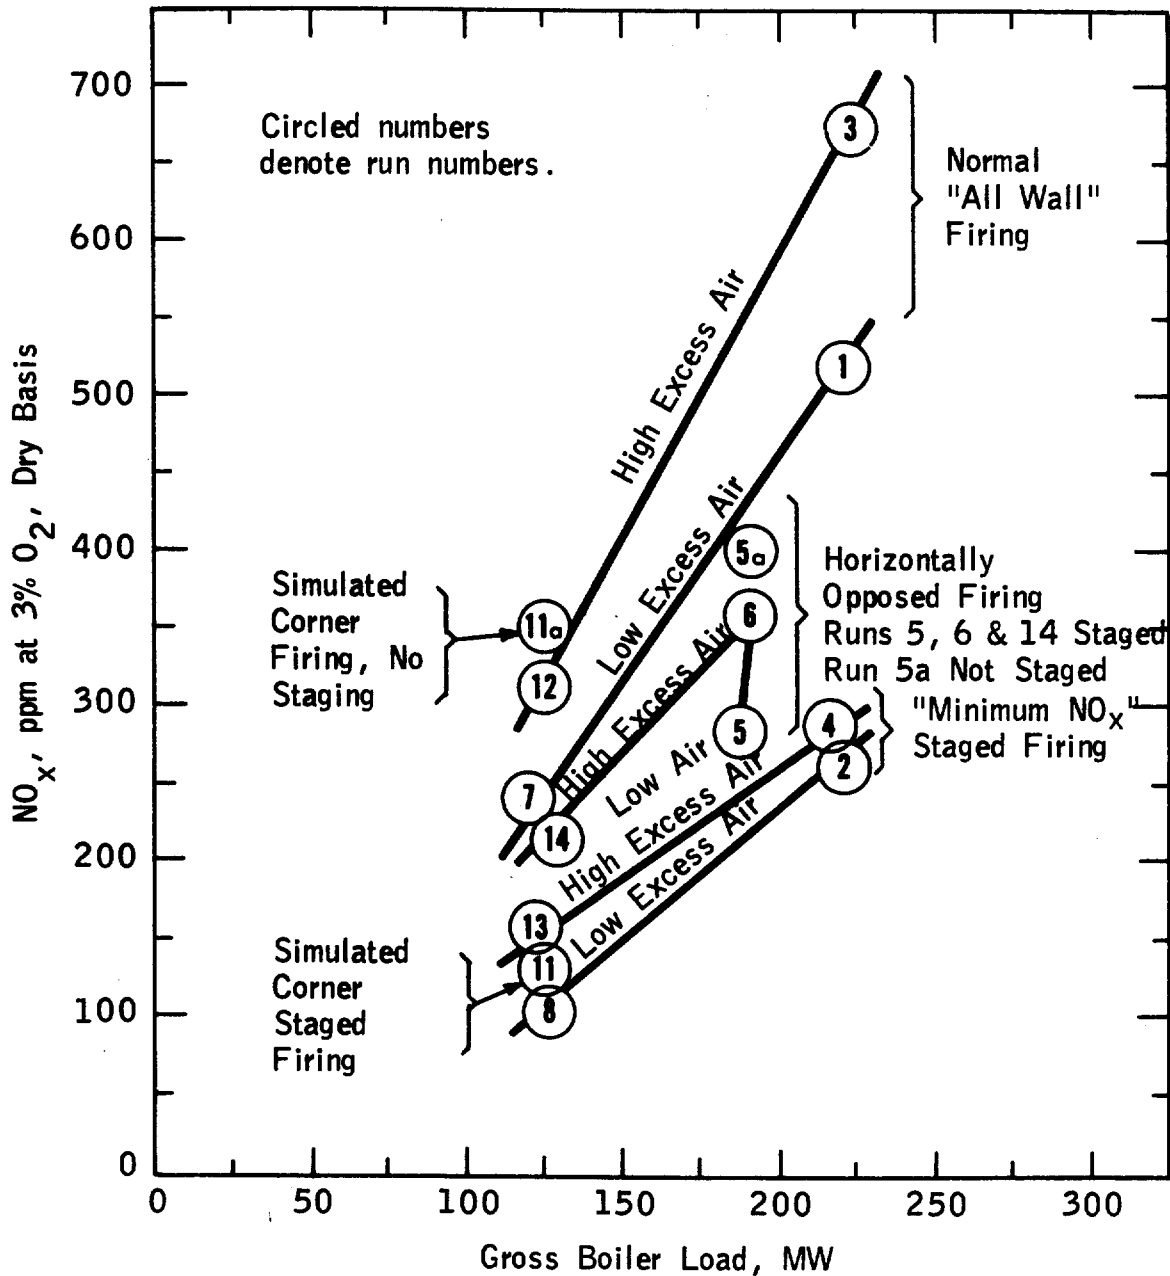 700
600
500
400
300
200
100
0
0
50
100
150
200
250
300
NOx, ppm at 3% O2, Dry Basis
Gross Boiler Load, MW
Circled numbers
denote run numbers.
Normal
"All Wall"
Firing
High Excess Air
Low Excess Air
High Excess Air
Low Air
High Excess Air
Low Excess Air
Horizontally
Opposed Firing
Runs 5, 6 & 14 Staged
Run 5a Not Staged
"Minimum NOx"
Staged Firing
Simulated
Corner
Firing, No
Staging
Simulated
Corner
Staged
Firing
3
1
5a
6
5
4
2
11a
12
7
14
13
11
8